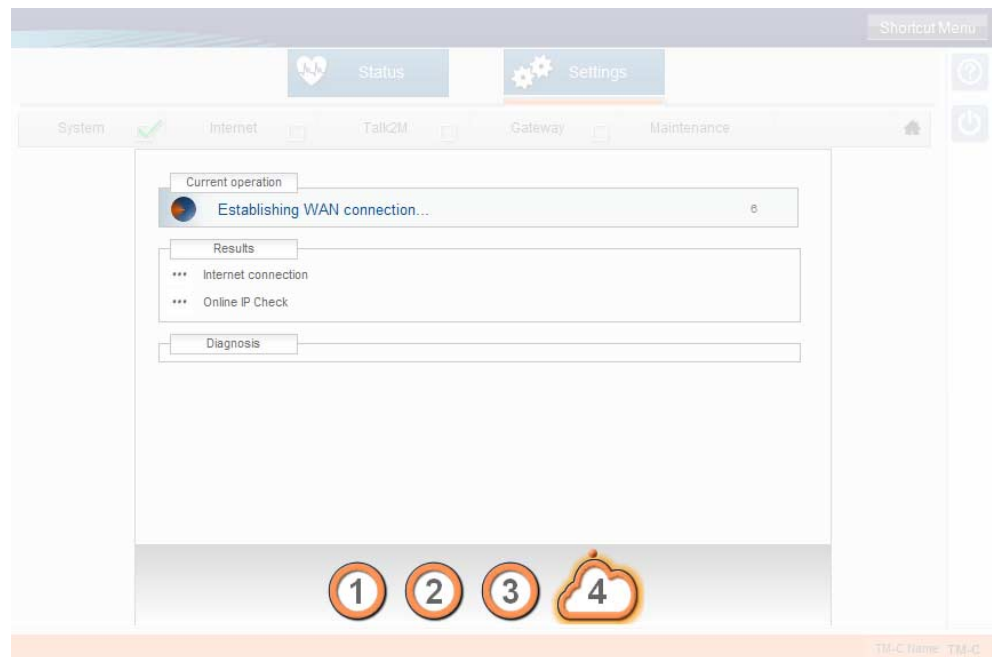 Shortcut Menu
Status
Settings
System
Internet
Talk2M
Gateway
Maintenance
Current operation
Establishing WAN connection...
6
Results
••• Internet connection
••• Online IP Check
Diagnosis
1 2 3 4
TM-C Name: TM-C